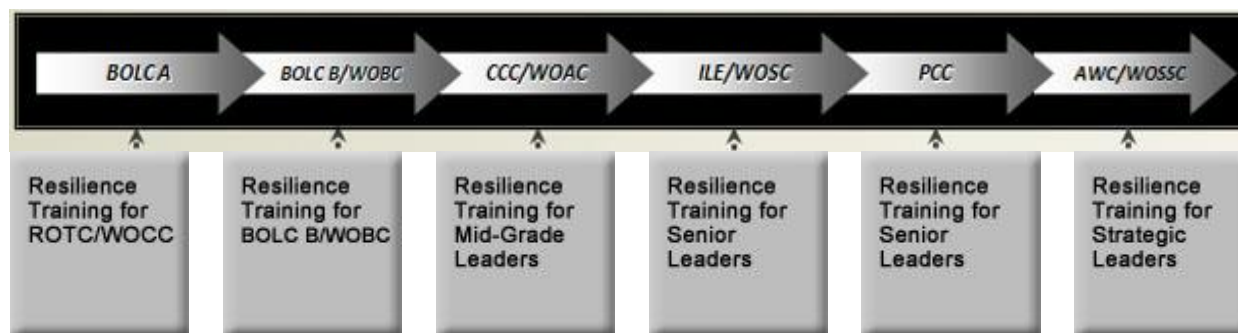 BOLC A
BOLC B/WOBC
CCC/WOAC
ILE/WOSC
PCC
AWC/WOSSC
Resilience
Training for
ROTC/WOCC
Resilience
Training for
BOLC B/WOBC
Resilience
Training for
Mid-Grade
Leaders
Resilience
Training for
Senior
Leaders
Resilience
Training for
Senior
Leaders
Resilience
Training for
Strategic
Leaders